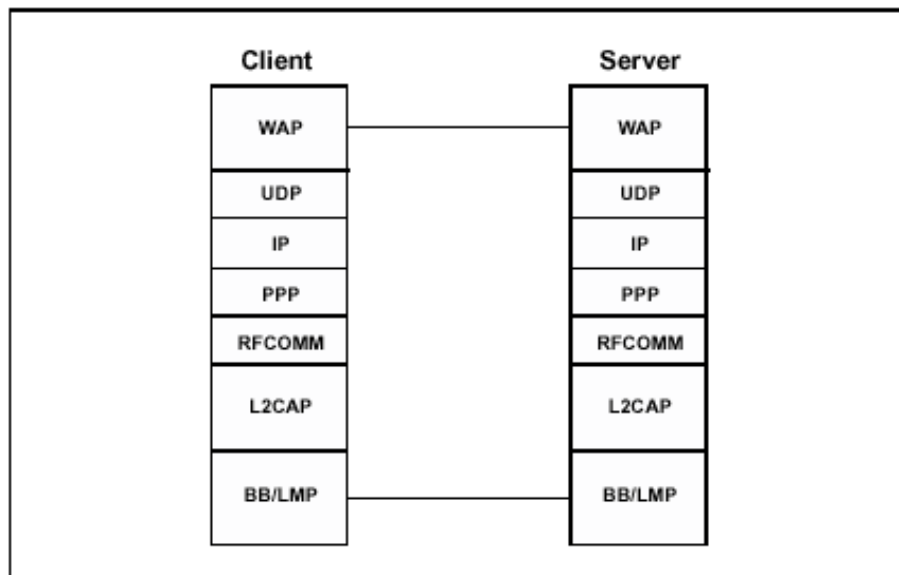 Client Server
WAP WAP
UDP UDP
IP IP
PPP PPP
RFCOMM RFCOMM
L2CAP L2CAP
BB/LMP BB/LMP